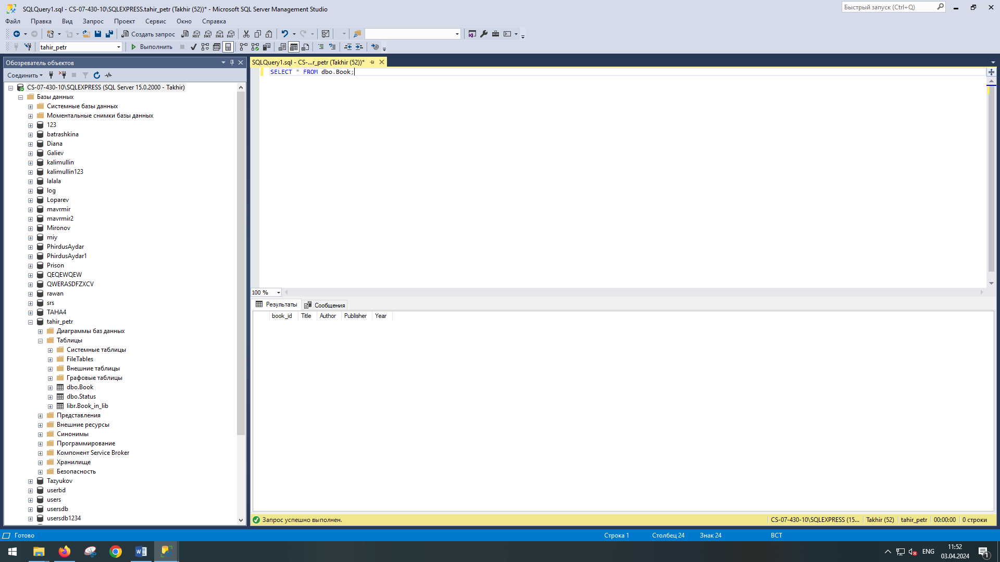 SQLQuery1.sql - CS-07-430-10\SQLEXPRESS.tahir_petr (Takhir (52))* - Microsoft SQL Server Management Studio
Быстрый запуск (Ctrl+Q)
Файл Правка Вид Запрос Проект Сервис Окно Справка
Создать запрос MDX DMX XMLA DAX
tahir_petr Выполнить
Обозреватель объектов
SQLQuery1.sql - CS-...r_petr (Takhir (52))*
Соединить
SELECT * FROM dbo.Book;
CS-07-430-10\SQLEXPRESS (SQL Server 15.0.2000 - Takhir)
Базы данных
Системные базы данных
Моментальные снимки базы данных
123
batrashkina
Diana
Galiev
kalimullin
kalimullin123
lalala
log
Loparev
mavrmir
mavrmir2
Mironov
miy
PhirdusAydar
PhirdusAydar1
Prison
QEQEWQEW
QWERASDFZXCV
rawan
srs
TAHA4
tahir_petr
Диаграммы баз данных
Таблицы
Системные таблицы
FileTables
Внешние таблицы
Графовые таблицы
dbo.Book
dbo.Status
libr.Book_in_lib
Представления
Внешние ресурсы
Синонимы
Программирование
Компонент Service Broker
Хранилище
Безопасность
Tazyukov
userbd
users
usersdb
usersdb1234
100 %
Результаты Сообщения
book_id Title Author Publisher Year
Запрос успешно выполнен.
CS-07-430-10\SQLEXPRESS (15... Takhir (52) tahir_petr 00:00:00 0 строки
Готово
Строка 1 Столбец 24 Знак 24 ВСТ
ENG
11:52
03.04.2024
1